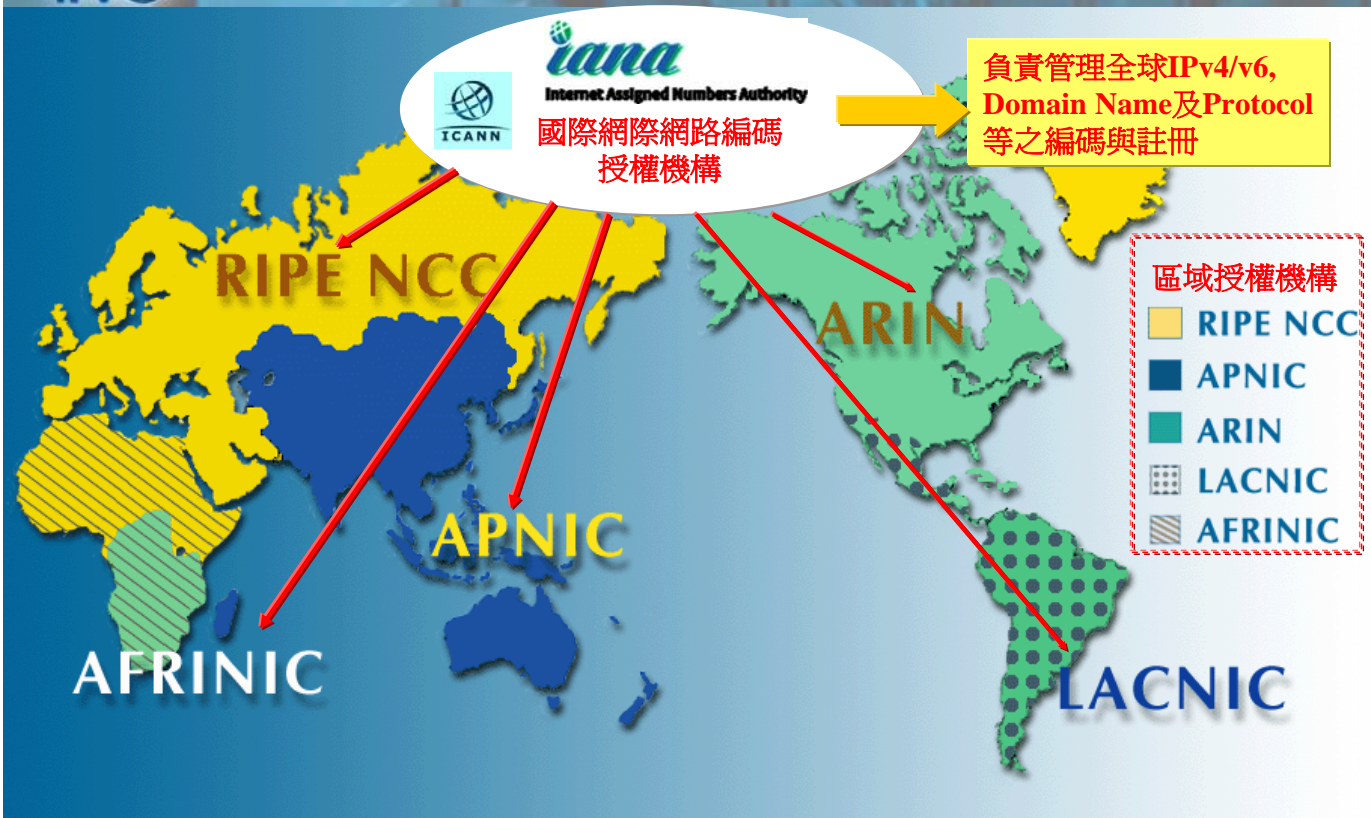 iana
Internet Assigned Numbers Authority
ICANN
國際網際網路編碼
授權機構
負責管理全球IPv4/v6,
Domain Name及Protocol
等之編碼與註冊
RIPE NCC
ARIN
APNIC
AFRINIC
LACNIC
區域授權機構
RIPE NCC
APNIC
ARIN
LACNIC
AFRINIC